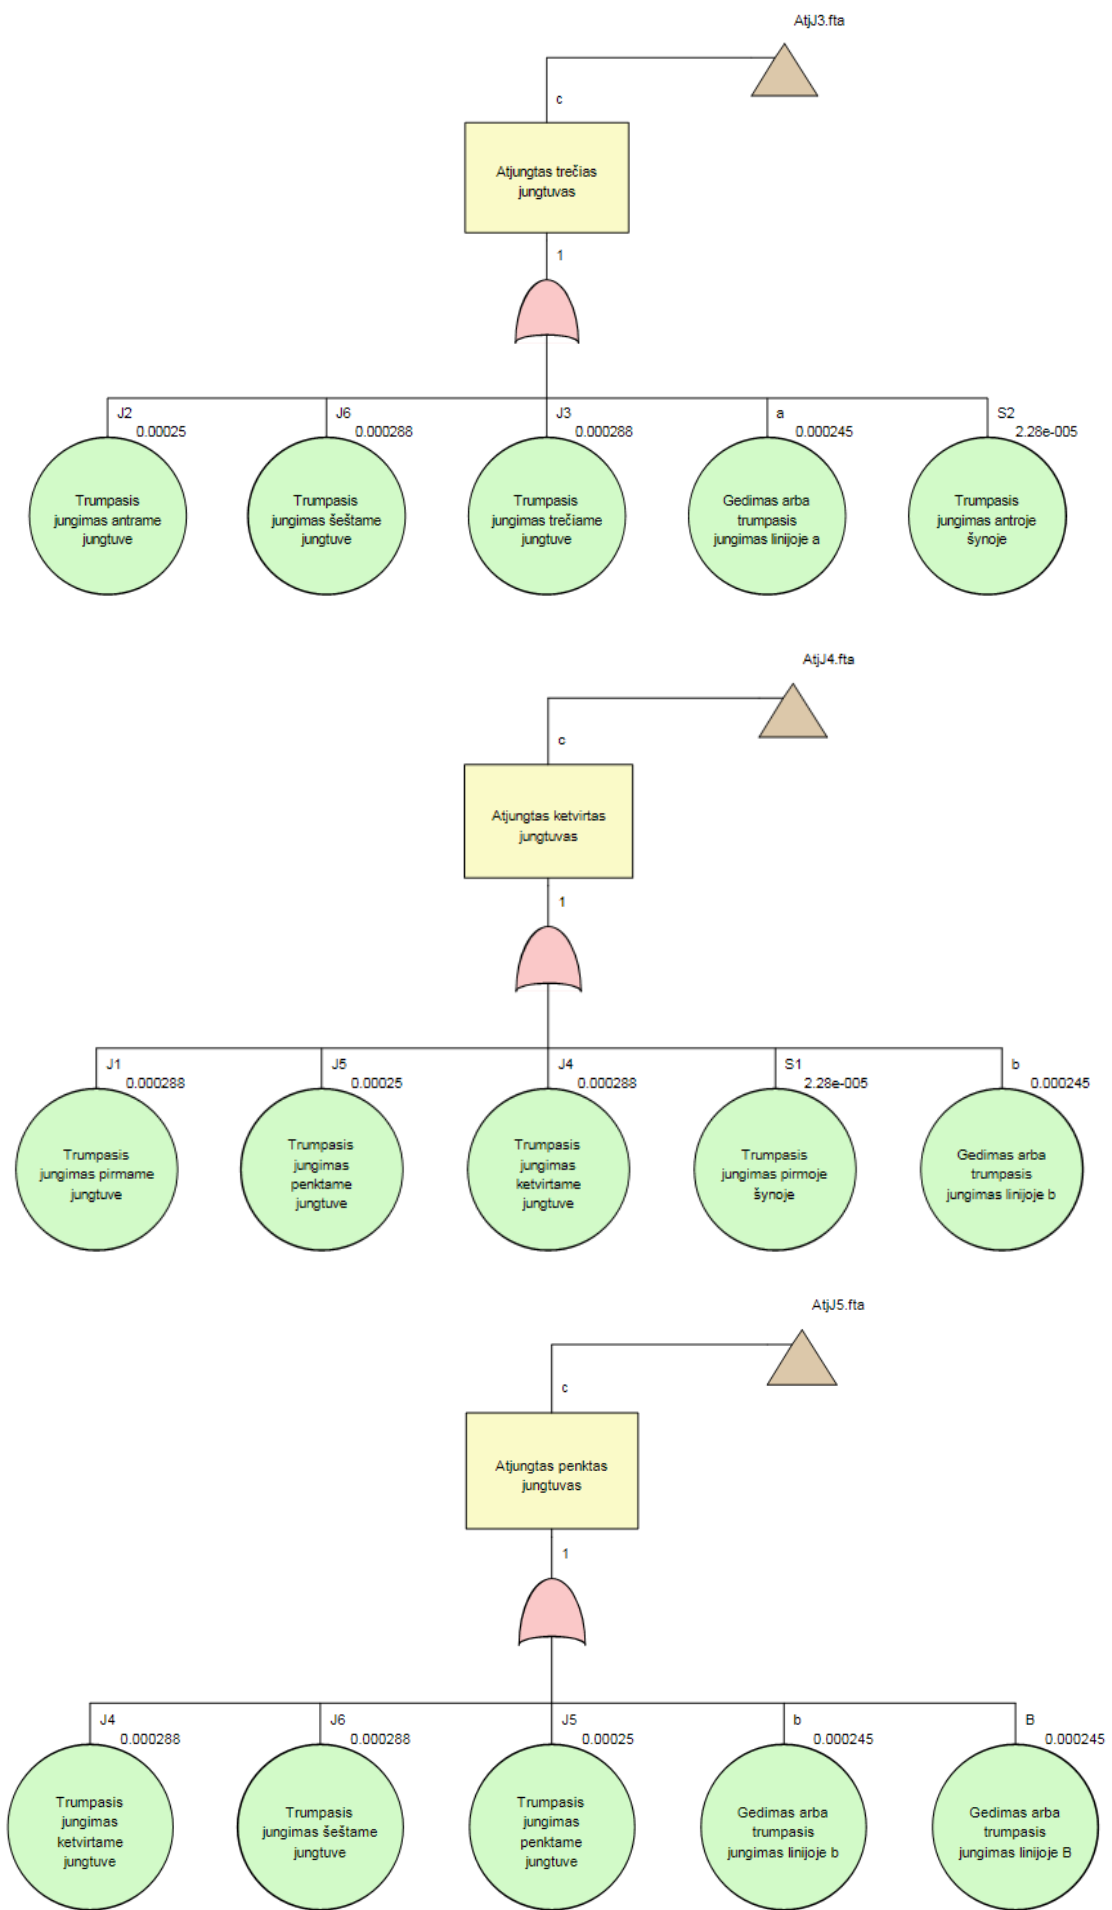 AtjJ3.fta
c
Atjungtas trečias
jungtuvas
1
J2
0.00025
J6
0.000288
J3
0.000288
a
0.000245
S2
2.28e-005
Trumpasis
jungimas antrame
jungtuve
Trumpasis
jungimas šeštame
jungtuve
Trumpasis
jungimas trečiame
jungtuve
Gedimas arba
trumpasis
jungimas linijoje a
Trumpasis
jungimas antroje
šynoje
AtjJ4.fta
c
Atjungtas ketvirtas
jungtuvas
1
J1
0.000288
J5
0.00025
J4
0.000288
S1
2.28e-005
b
0.000245
Trumpasis
jungimas pirmame
jungtuve
Trumpasis
jungimas
penktame
jungtuve
Trumpasis
jungimas
ketvirtame
jungtuve
Trumpasis
jungimas pirmoje
šynoje
Gedimas arba
trumpasis
jungimas linijoje b
AtjJ5.fta
c
Atjungtas penktas
jungtuvas
1
J4
0.000288
J6
0.000288
J5
0.00025
b
0.000245
B
0.000245
Trumpasis
jungimas
ketvirtame
jungtuve
Trumpasis
jungimas šeštame
jungtuve
Trumpasis
jungimas
penktame
jungtuve
Gedimas arba
trumpasis
jungimas linijoje b
Gedimas arba
trumpasis
jungimas linijoje B